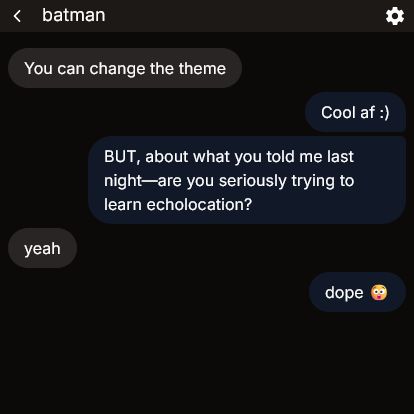 batman
You can change the theme
Cool af :)
BUT, about what you told me last
night—are you seriously trying to
learn echolocation?
yeah
dope 😳